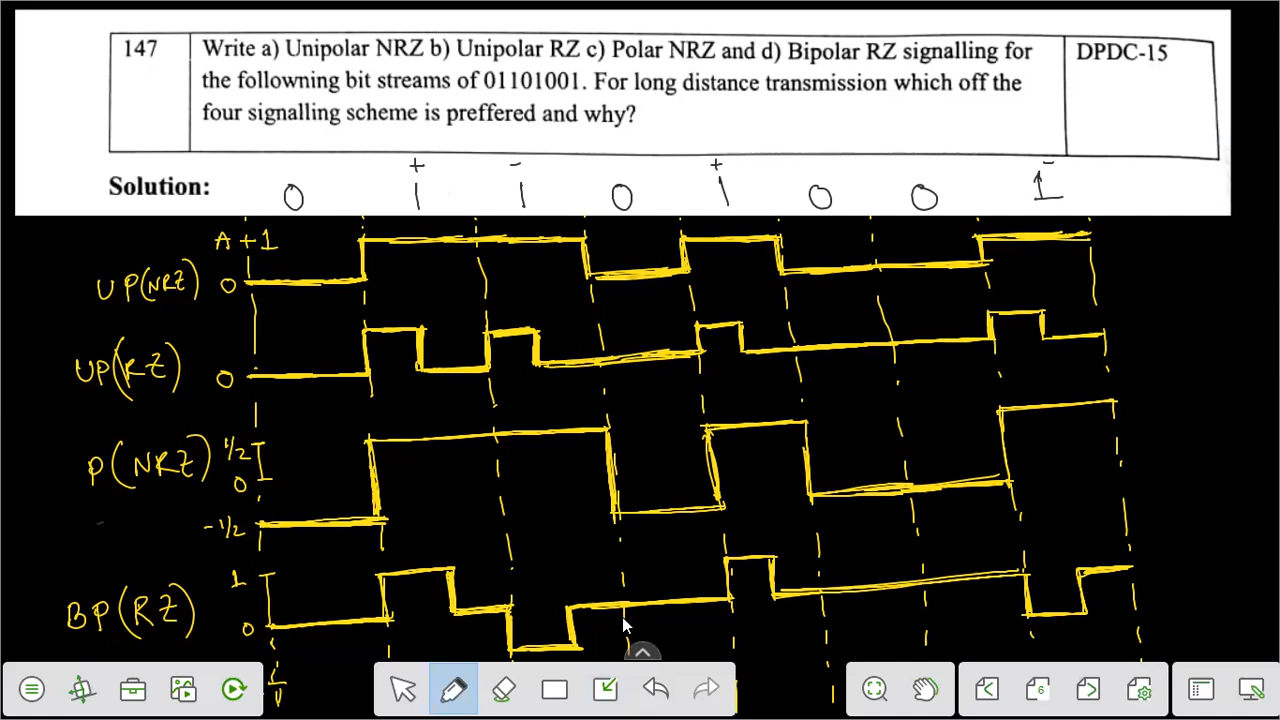 147 Write a) Unipolar NRZ b) Unipolar RZ c) Polar NRZ and d) Bipolar RZ signalling for DPDC-15
the followning bit streams of 01101001. For long distance transmission which off the
four signalling scheme is preffered and why?
Solution:
+ - + -
0 1 1 0 1 0 0 1
A +1
UP(NRZ) 0
UP(RZ) 0
1/2
P(NRZ)
0
-1/2
1
BP(RZ)
0
6